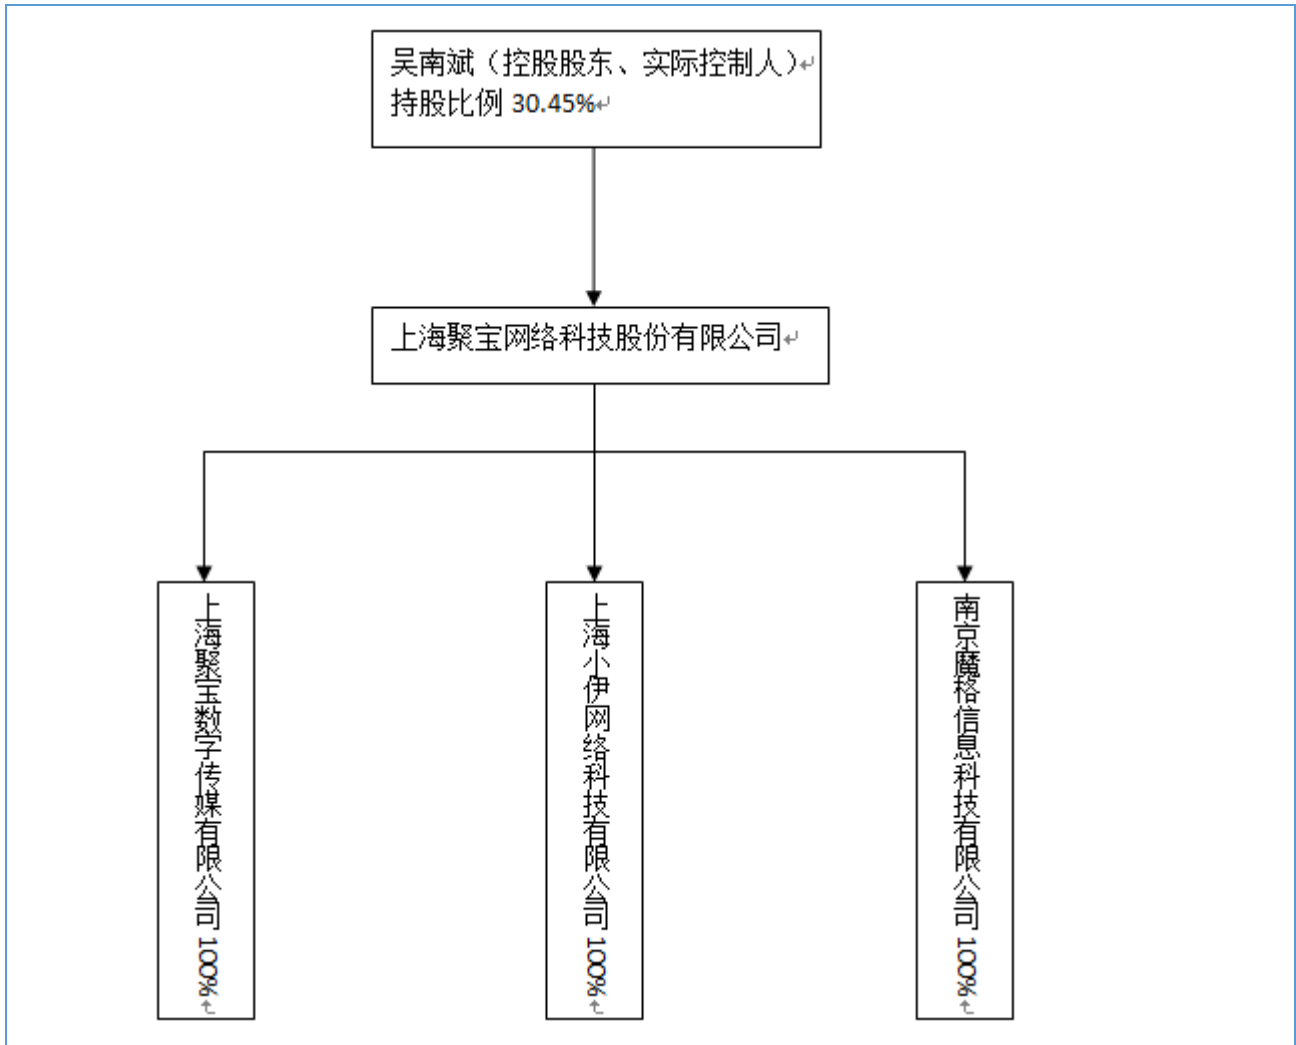 吴南斌（控股股东、实际控制人）
持股比例 30.45%
上海聚宝网络科技股份有限公司
上海聚宝数字传媒有限公司 100%
上海小伊网络科技有限公司 100%
南京魔格信息科技有限公司 100%